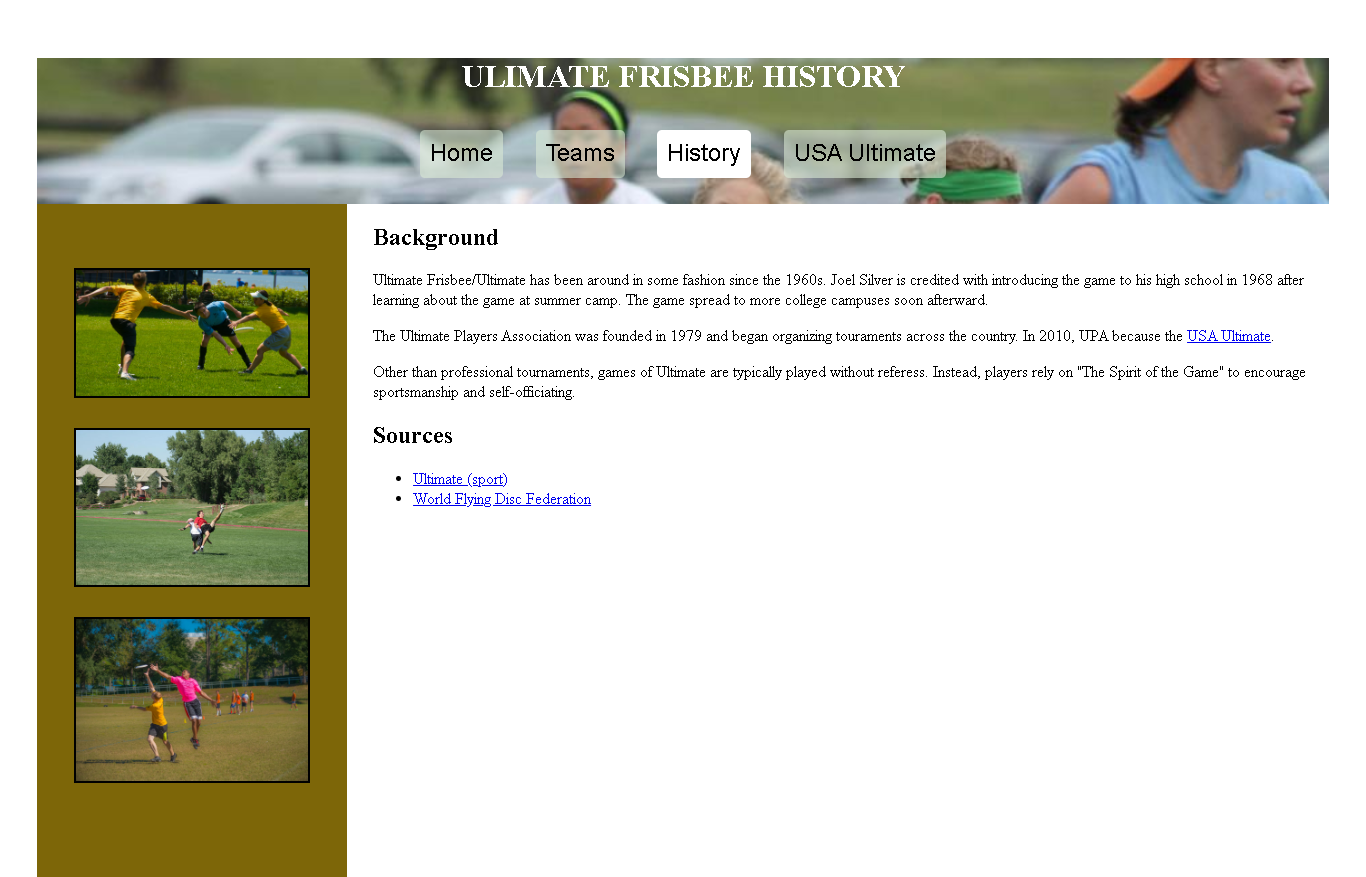 ULIMATE FRISBEE HISTORY
Home Teams History USA Ultimate
Background
Ultimate Frisbee/Ultimate has been around in some fashion since the 1960s. Joel Silver is credited with introducing the game to his high school in 1968 after
learning about the game at summer camp. The game spread to more college campuses soon afterward.
The Ultimate Players Association was founded in 1979 and began organizing touraments across the country. In 2010, UPA because the USA Ultimate.
Other than professional tournaments, games of Ultimate are typically played without referess. Instead, players rely on "The Spirit of the Game" to encourage
sportsmanship and self-officiating.
Sources
Ultimate (sport)
World Flying Disc Federation